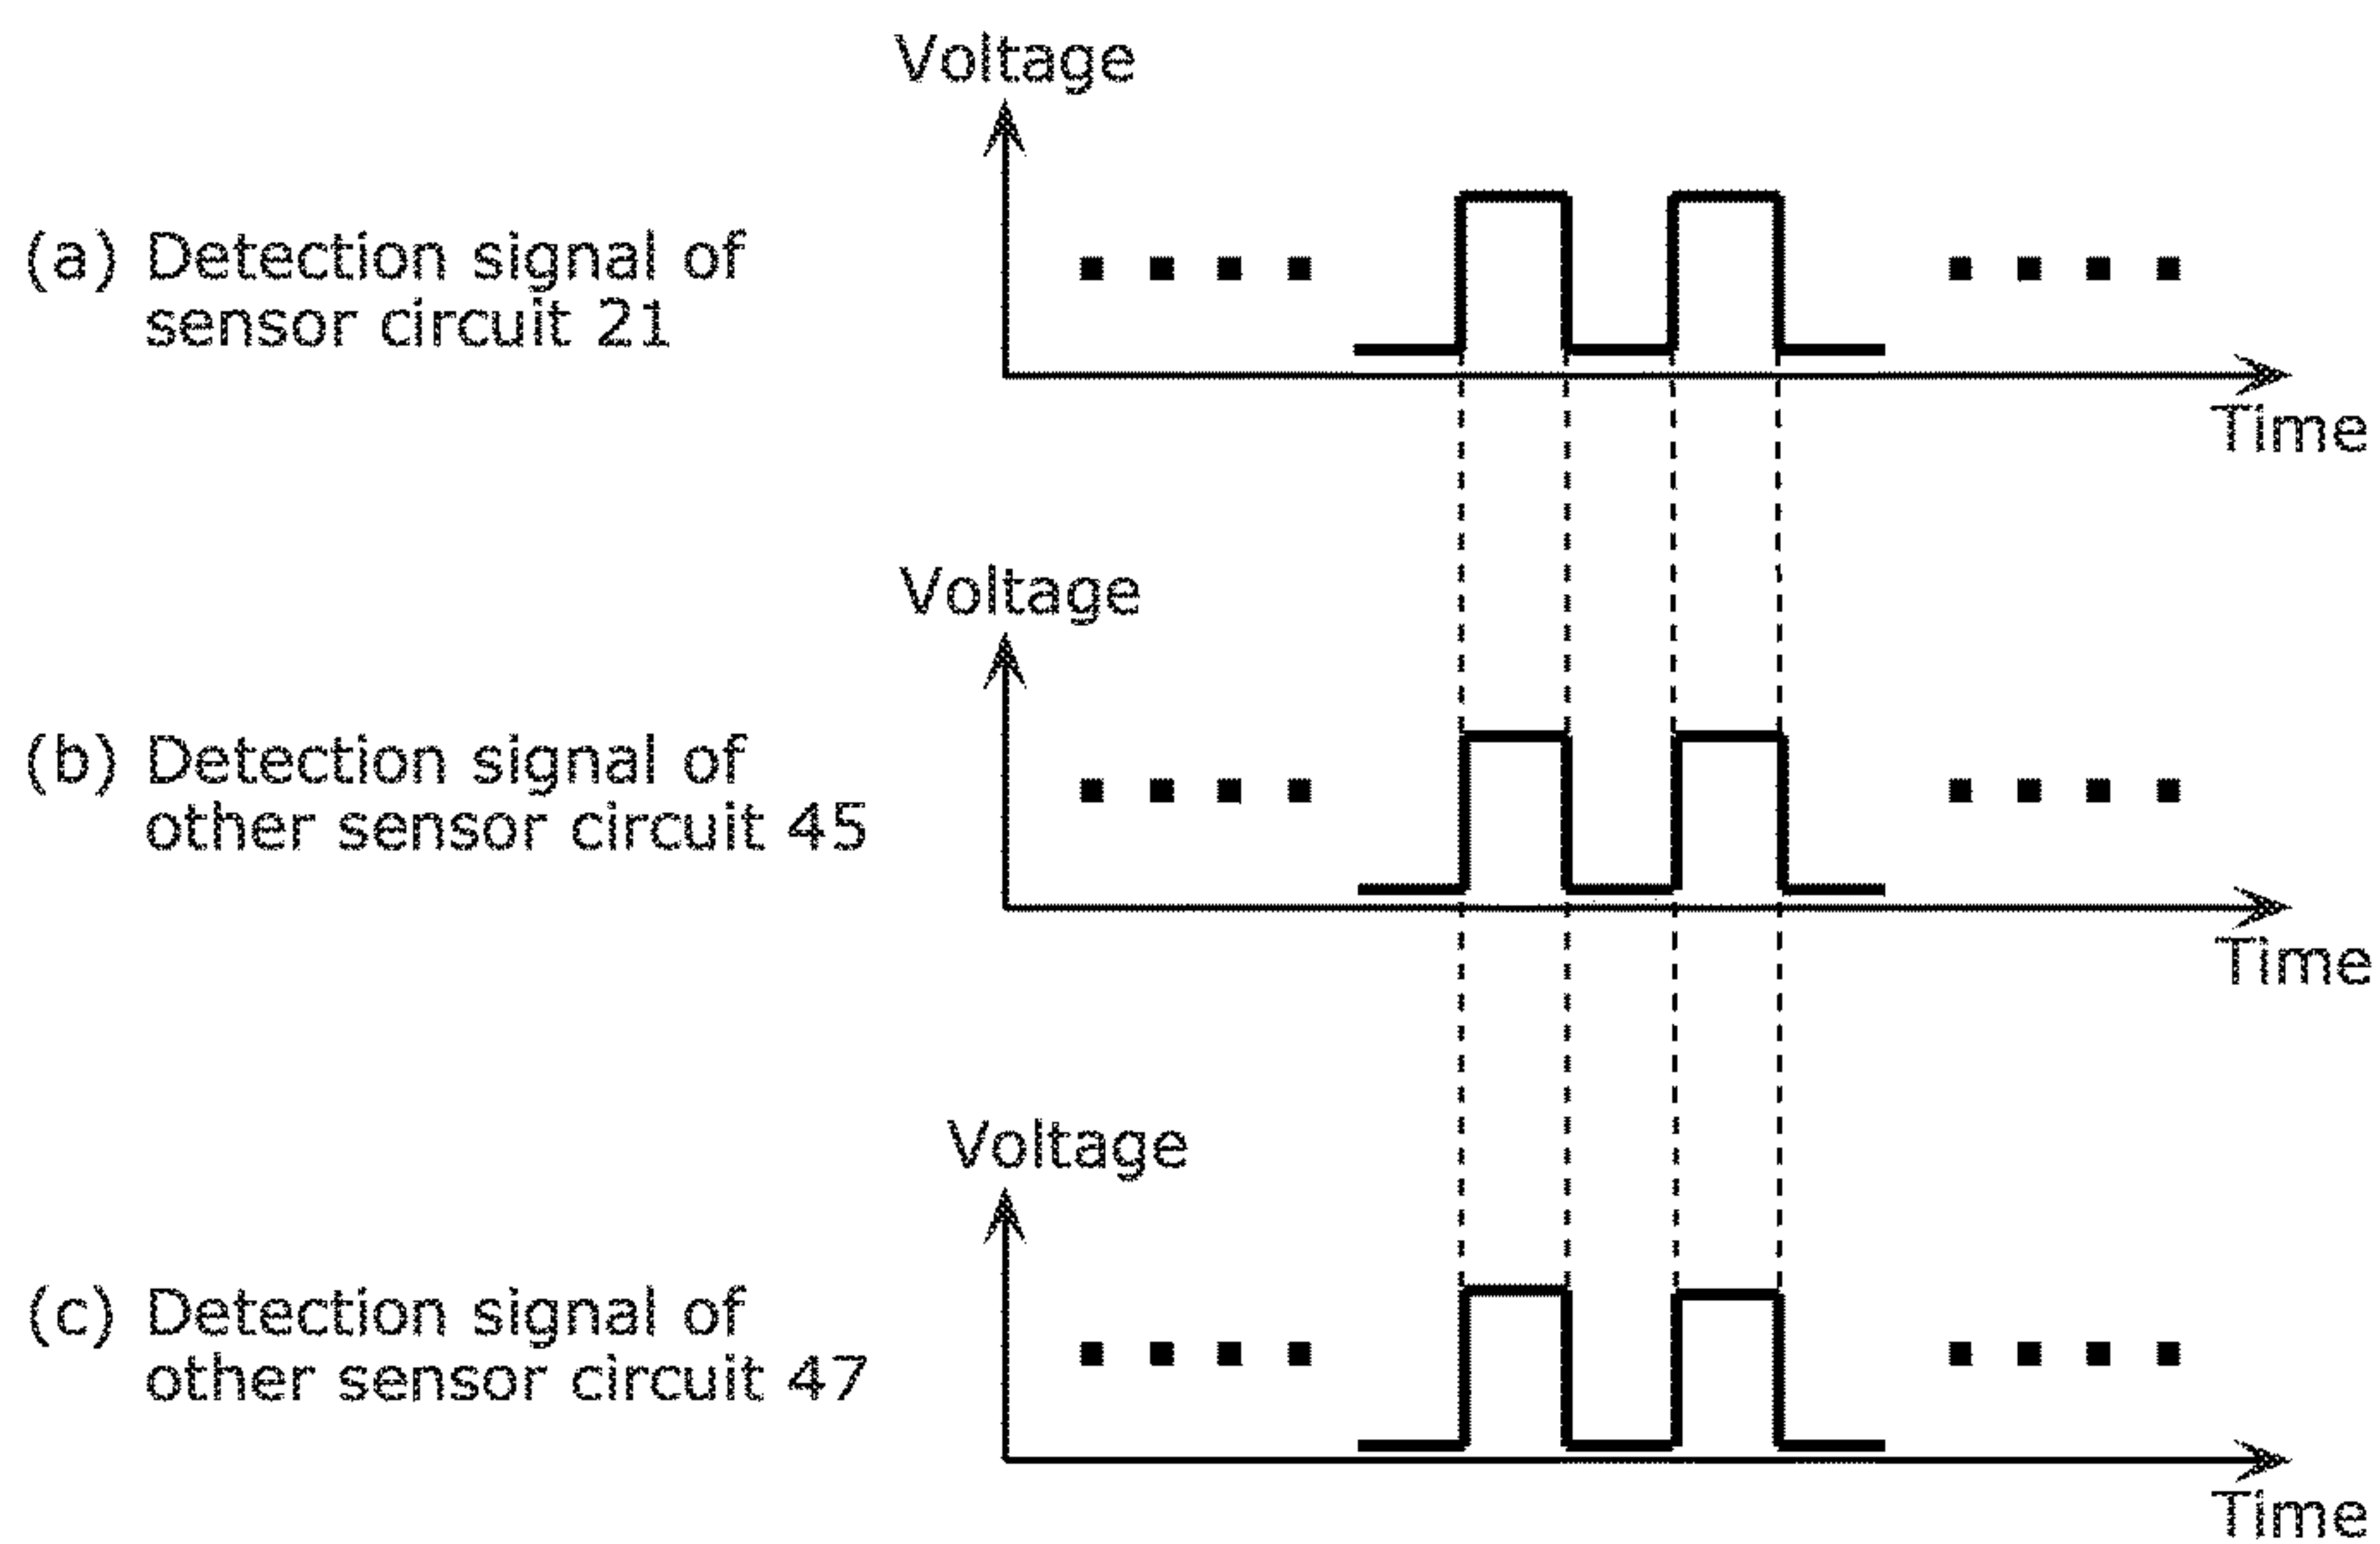 Voltage
(a) Detection signal of
sensor circuit 21
Time
Voltage
(b) Detection signal of
other sensor circuit 45
Time
Voltage
(c) Detection signal of
other sensor circuit 47
Time